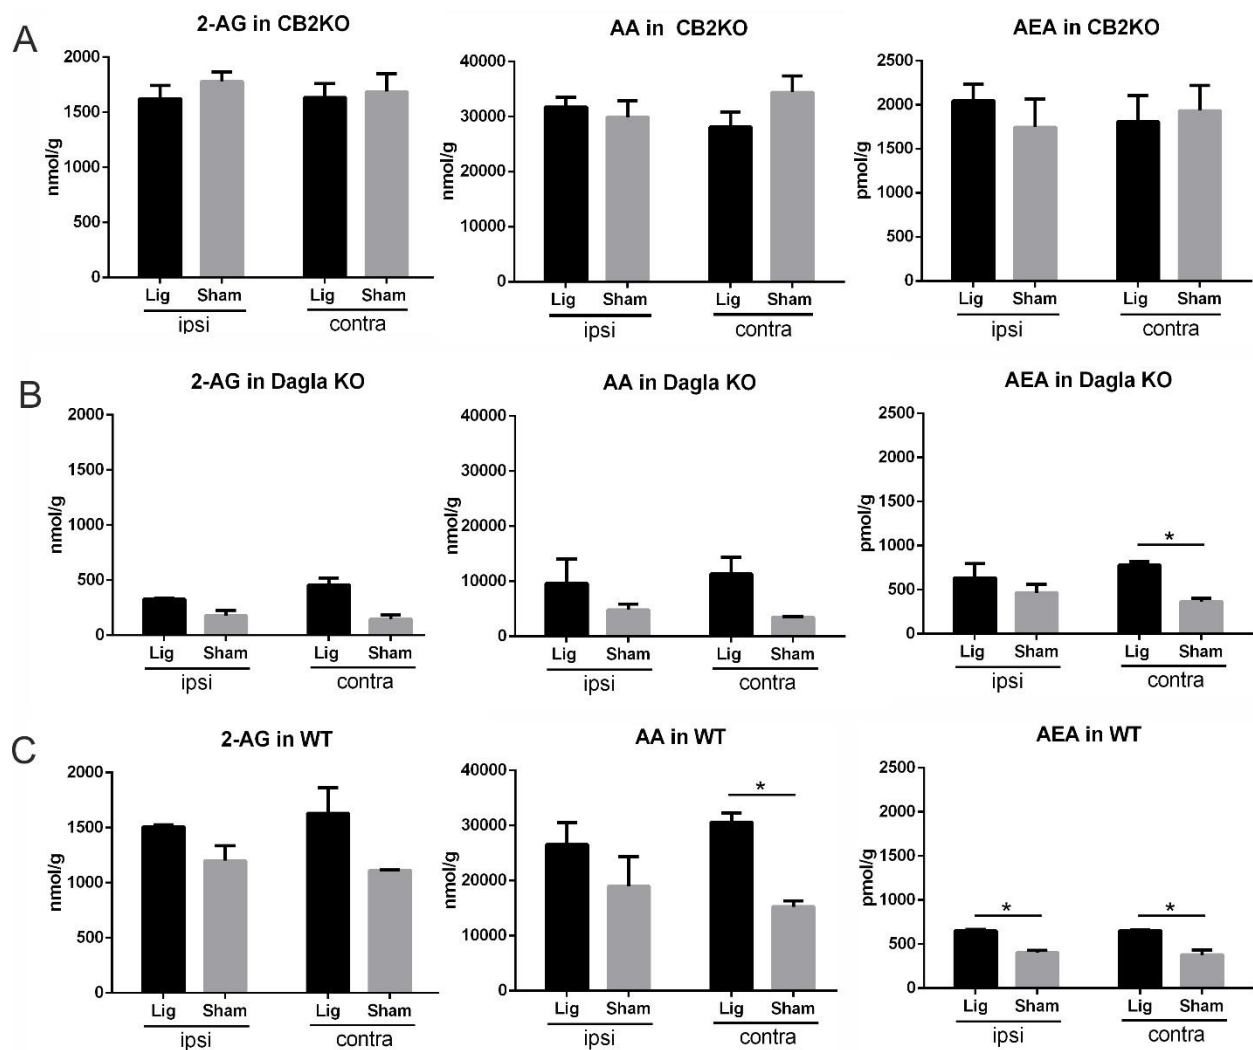 A
2-AG in CB2KO
nmol/g
2000
1500
1000
500
0
Lig Sham Lig Sham
ipsi contra
AA in CB2KO
nmol/g
40000
30000
20000
10000
0
Lig Sham Lig Sham
ipsi contra
AEA in CB2KO
pmol/g
2500
2000
1500
1000
500
0
Lig Sham Lig Sham
ipsi contra
B
2-AG in Dagla KO
nmol/g
2000
1500
1000
500
0
Lig Sham Lig Sham
ipsi contra
AA in Dagla KO
nmol/g
40000
30000
20000
10000
0
Lig Sham Lig Sham
ipsi contra
AEA in Dagla KO
pmol/g
2500
2000
1500
1000
500
0
*
Lig Sham Lig Sham
ipsi contra
C
2-AG in WT
nmol/g
2000
1500
1000
500
0
Lig Sham Lig Sham
ipsi contra
AA in WT
nmol/g
40000
30000
20000
10000
0
*
Lig Sham Lig Sham
ipsi contra
AEA in WT
pmol/g
2500
2000
1500
1000
500
0
* *
Lig Sham Lig Sham
ipsi contra